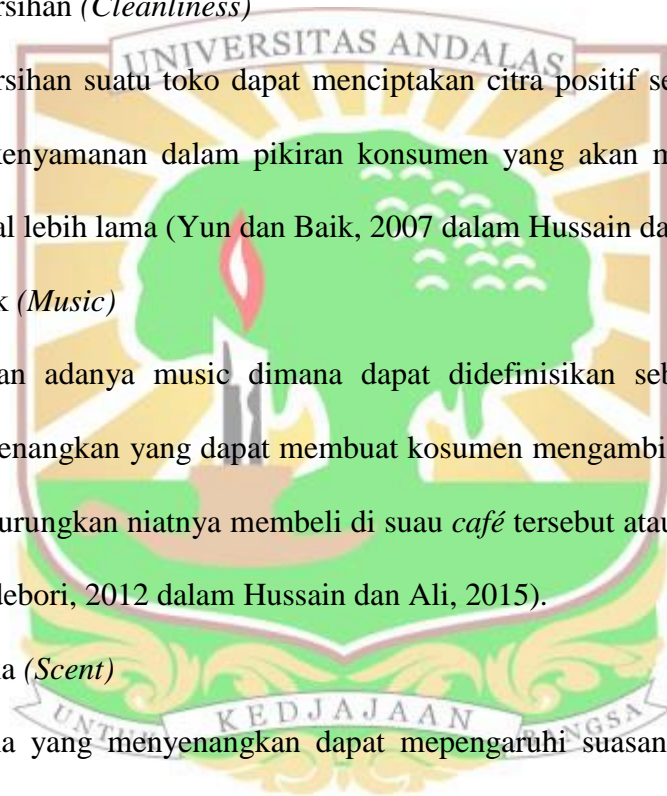 rsihan (Cleanliness)
UNIVERSITAS ANDALAS
rsihan suatu toko dapat menciptakan citra positif se
kenyamanan dalam pikiran konsumen yang akan m
al lebih lama (Yun dan Baik, 2007 dalam Hussain da
k (Music)
an adanya music dimana dapat didefinisikan seb
enangkan yang dapat membuat kosumen mengambi
urungkan niatnya membeli di suau café tersebut atau
debori, 2012 dalam Hussain dan Ali, 2015).
na (Scent)
UNTUK KEDJAJAAN BANGSA
a yang menyenangkan dapat mepengaruhi suasan